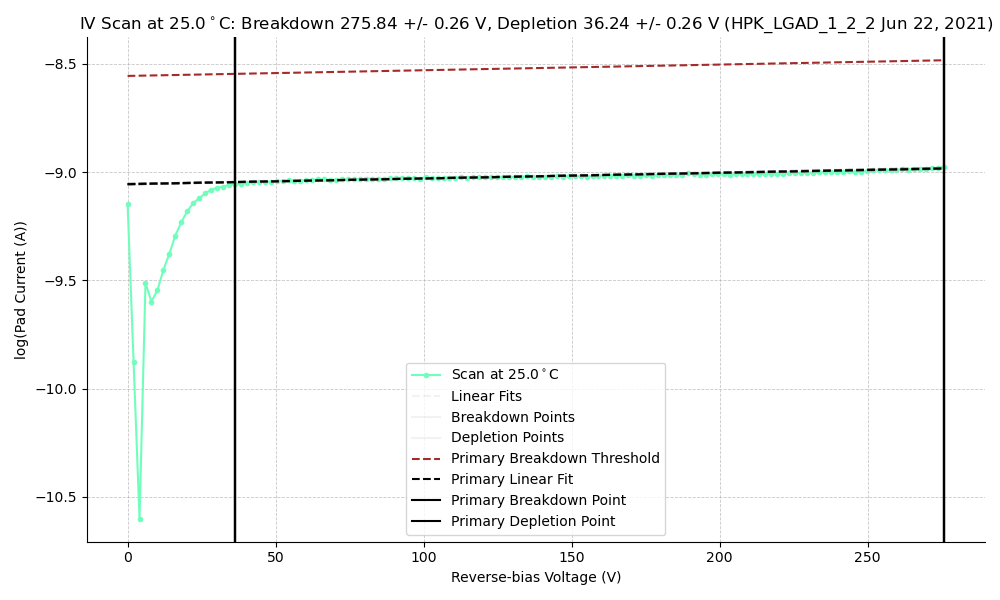 IV Scan at 25.0°C: Breakdown 275.84 +/- 0.26 V, Depletion 36.24 +/- 0.26 V (HPK_LGAD_1_2_2 Jun 22, 2021)
−8.5
−9.0
−9.5
−10.0
−10.5
log(Pad Current (A))
Scan at 25.0°C
Linear Fits
Breakdown Points
Depletion Points
Primary Breakdown Threshold
Primary Linear Fit
Primary Breakdown Point
Primary Depletion Point
0 50 100 150 200 250
Reverse-bias Voltage (V)